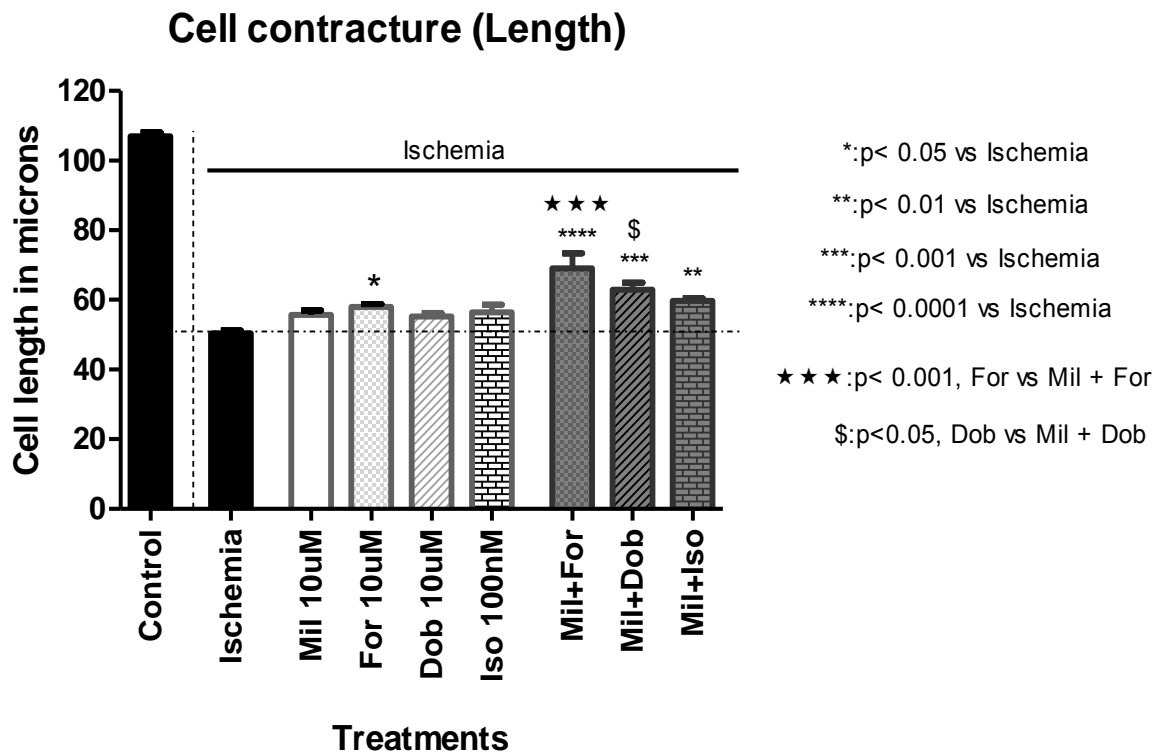 Cell contracture (Length)
Cell length in microns
120
100
80
60
40
20
0
Ischemia
*
★★★
****
$
***
**
Control
Ischemia
Mil 10uM
For 10uM
Dob 10uM
Iso 100nM
Mil+For
Mil+Dob
Mil+Iso
Treatments
*:p< 0.05 vs Ischemia
**:p< 0.01 vs Ischemia
***:p< 0.001 vs Ischemia
****:p< 0.0001 vs Ischemia
★★★:p< 0.001, For vs Mil + For
$:p<0.05, Dob vs Mil + Dob